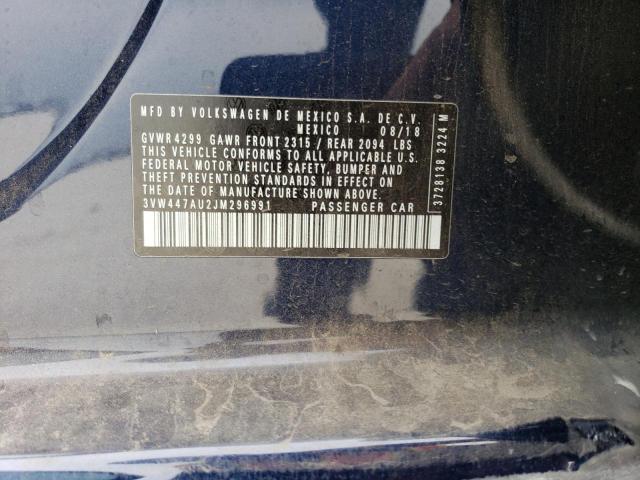 MFD BY VOLKSWAGEN DE MEXICO S.A. DE C.V.
MEXICO 08/18
GVWR 4299 GAWR FRONT 2315 / REAR 2094 LBS
THIS VEHICLE CONFORMS TO ALL APPLICABLE U.S.
FEDERAL MOTOR VEHICLE SAFETY, BUMPER AND
THEFT PREVENTION STANDARDS IN EFFECT ON
THE DATE OF MANUFACTURE SHOWN ABOVE.
3VW447AU2JM296991 PASSENGER CAR
3728138 3224 M